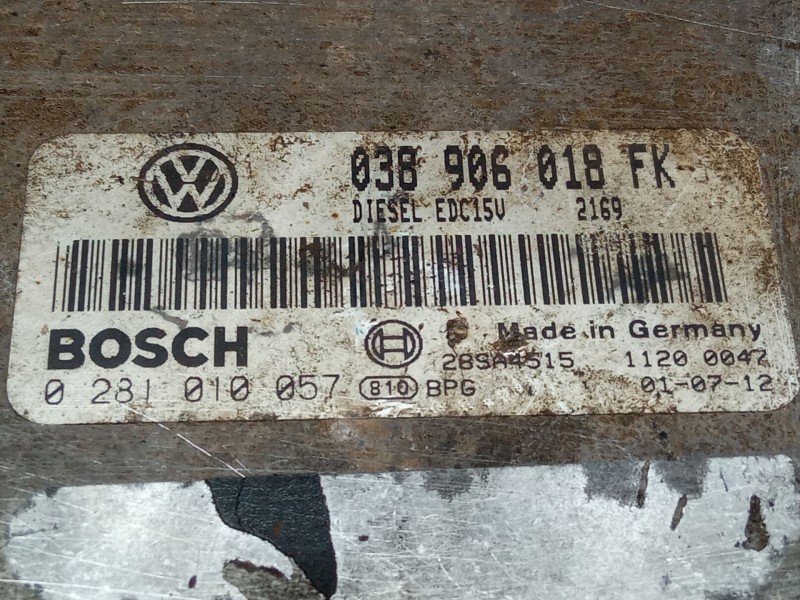 038 906 018 FK
DIESEL EDC15V 2169
BOSCH
Made in Germany
28SA4515 1120 0047
0 281 010 057 810 BPG 01-07-12